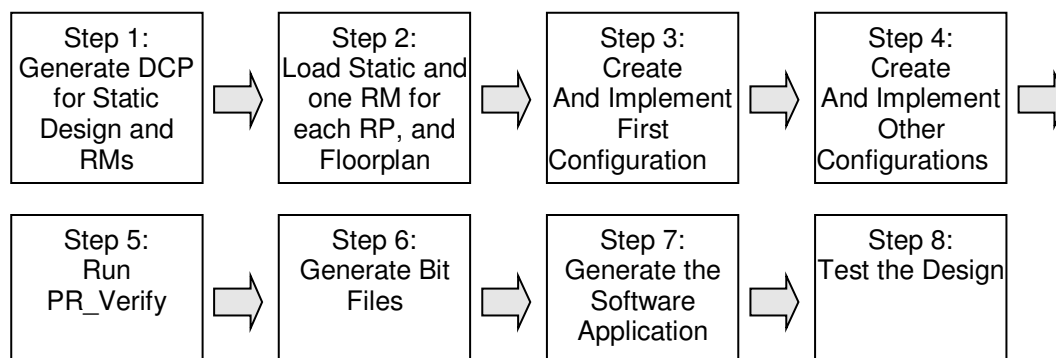 Step 1:
Generate DCP
for Static
Design and
RMs
Step 2:
Load Static and
one RM for
each RP, and
Floorplan
Step 3:
Create
And Implement
First
Configuration
Step 4:
Create
And Implement
Other
Configurations
Step 5:
Run
PR_Verify
Step 6:
Generate Bit
Files
Step 7:
Generate the
Software
Application
Step 8:
Test the Design